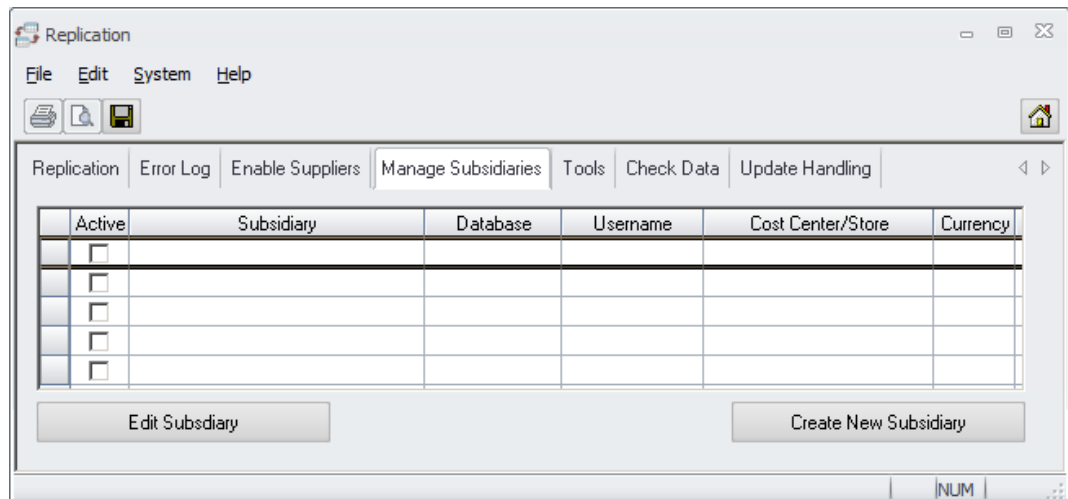 Replication
File Edit System Help
Replication Error Log Enable Suppliers Manage Subsidiaries Tools Check Data Update Handling
Active Subsidiary Database Username Cost Center/Store Currency
Edit Subsdiary Create New Subsidiary
NUM